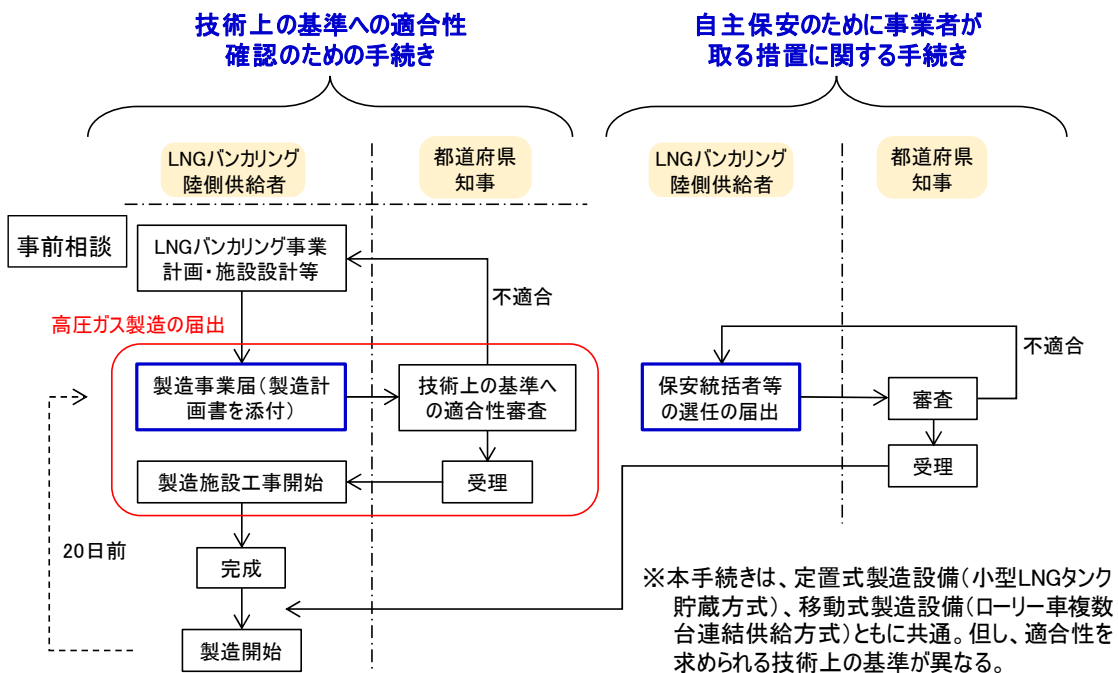 技術上の基準への適合性
確認のための手続き
自主保安のために事業者が
取る措置に関する手続き
LNGバンカリング
陸側供給者
都道府県
知事
LNGバンカリング
陸側供給者
都道府県
知事
事前相談
LNGバンカリング事業
計画・施設設計等
不適合
高圧ガス製造の届出
製造事業届(製造計
画書を添付)
技術上の基準へ
の適合性審査
製造施設工事開始
受理
20日前
完成
製造開始
保安統括者等
の選任の届出
審査
不適合
受理
※本手続きは、定置式製造設備(小型LNGタンク
貯蔵方式)、移動式製造設備(ローリー車複数
台連結供給方式)ともに共通。但し、適合性を
求められる技術上の基準が異なる。